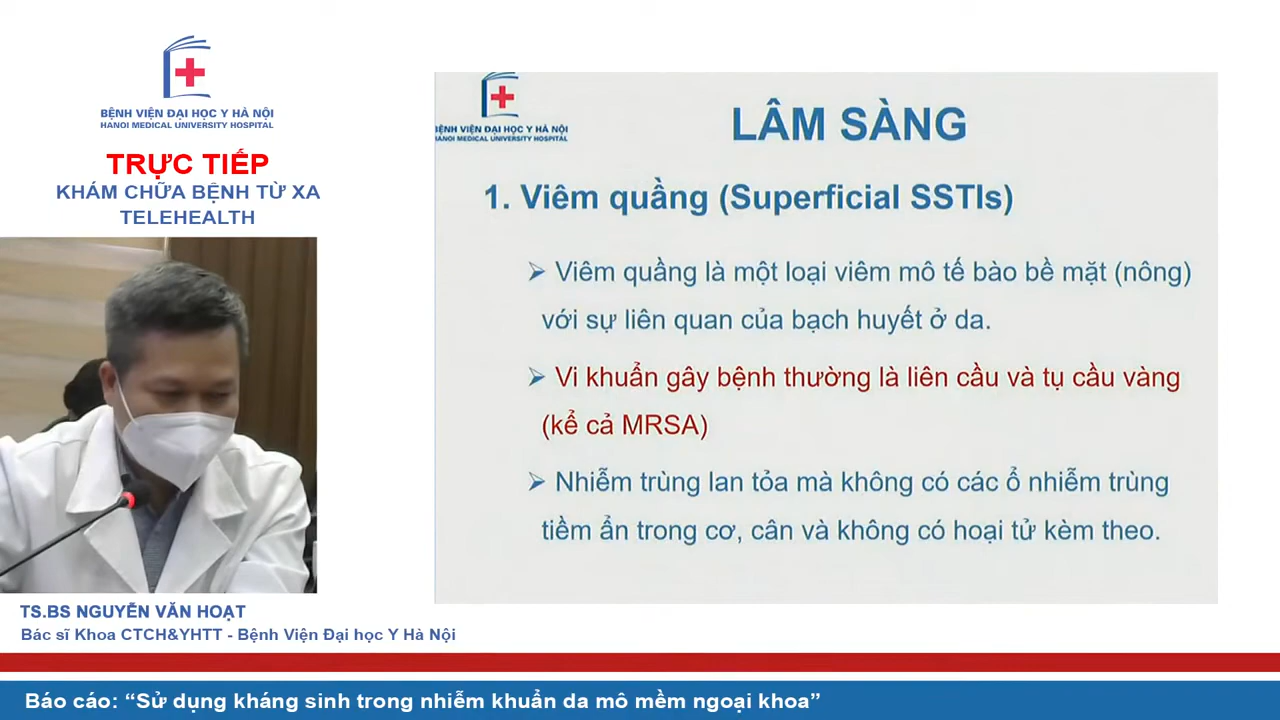 BỆNH VIỆN ĐẠI HỌC Y HÀ NỘI
HANOI MEDICAL UNIVERSITY HOSPITAL
TRỰC TIẾP
KHÁM CHỮA BỆNH TỪ XA
TELEHEALTH
BỆNH VIỆN ĐẠI HỌC Y HÀ NỘI
HANOI MEDICAL UNIVERSITY HOSPITAL
LÂM SÀNG
1. Viêm quầng (Superficial SSTIs)
➢ Viêm quầng là một loại viêm mô tế bào bề mặt (nông)
với sự liên quan của bạch huyết ở da.
➢ Vi khuẩn gây bệnh thường là liên cầu và tụ cầu vàng
(kể cả MRSA)
➢ Nhiễm trùng lan tỏa mà không có các ổ nhiễm trùng
tiềm ẩn trong cơ, cân và không có hoại tử kèm theo.
TS.BS NGUYỄN VĂN HOẠT
Bác sĩ Khoa CTCH&YHTT - Bệnh Viện Đại học Y Hà Nội
Báo cáo: “Sử dụng kháng sinh trong nhiễm khuẩn da mô mềm ngoại khoa”